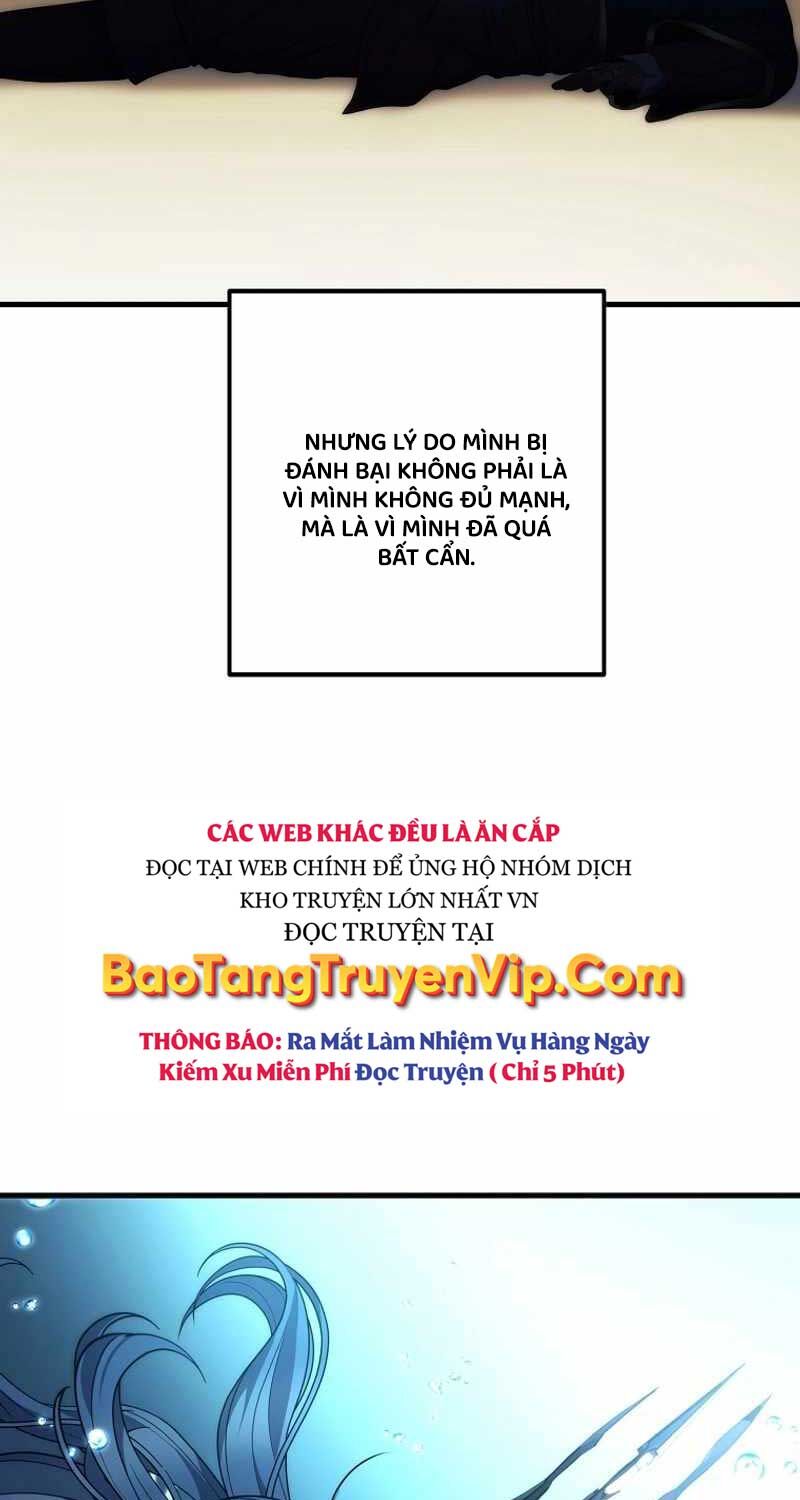 NHƯNG LÝ DO MÌNH BỊ
ĐÁNH BẠI KHÔNG PHẢI LÀ
VÌ MÌNH KHÔNG ĐỦ MẠNH,
MÀ LÀ VÌ MÌNH ĐÃ QUÁ
BẤT CẨN.
CÁC WEB KHÁC ĐỀU LÀ ĂN CẮP
ĐỌC TẠI WEB CHÍNH ĐỂ ỦNG HỘ NHÓM DỊCH
KHO TRUYỆN LỚN NHẤT VN
ĐỌC TRUYỆN TẠI
BaoTangTruyenVip.Com
THÔNG BÁO: Ra Mắt Làm Nhiệm Vụ Hàng Ngày
Kiếm Xu Miễn Phí Đọc Truyện ( Chỉ 5 Phút)